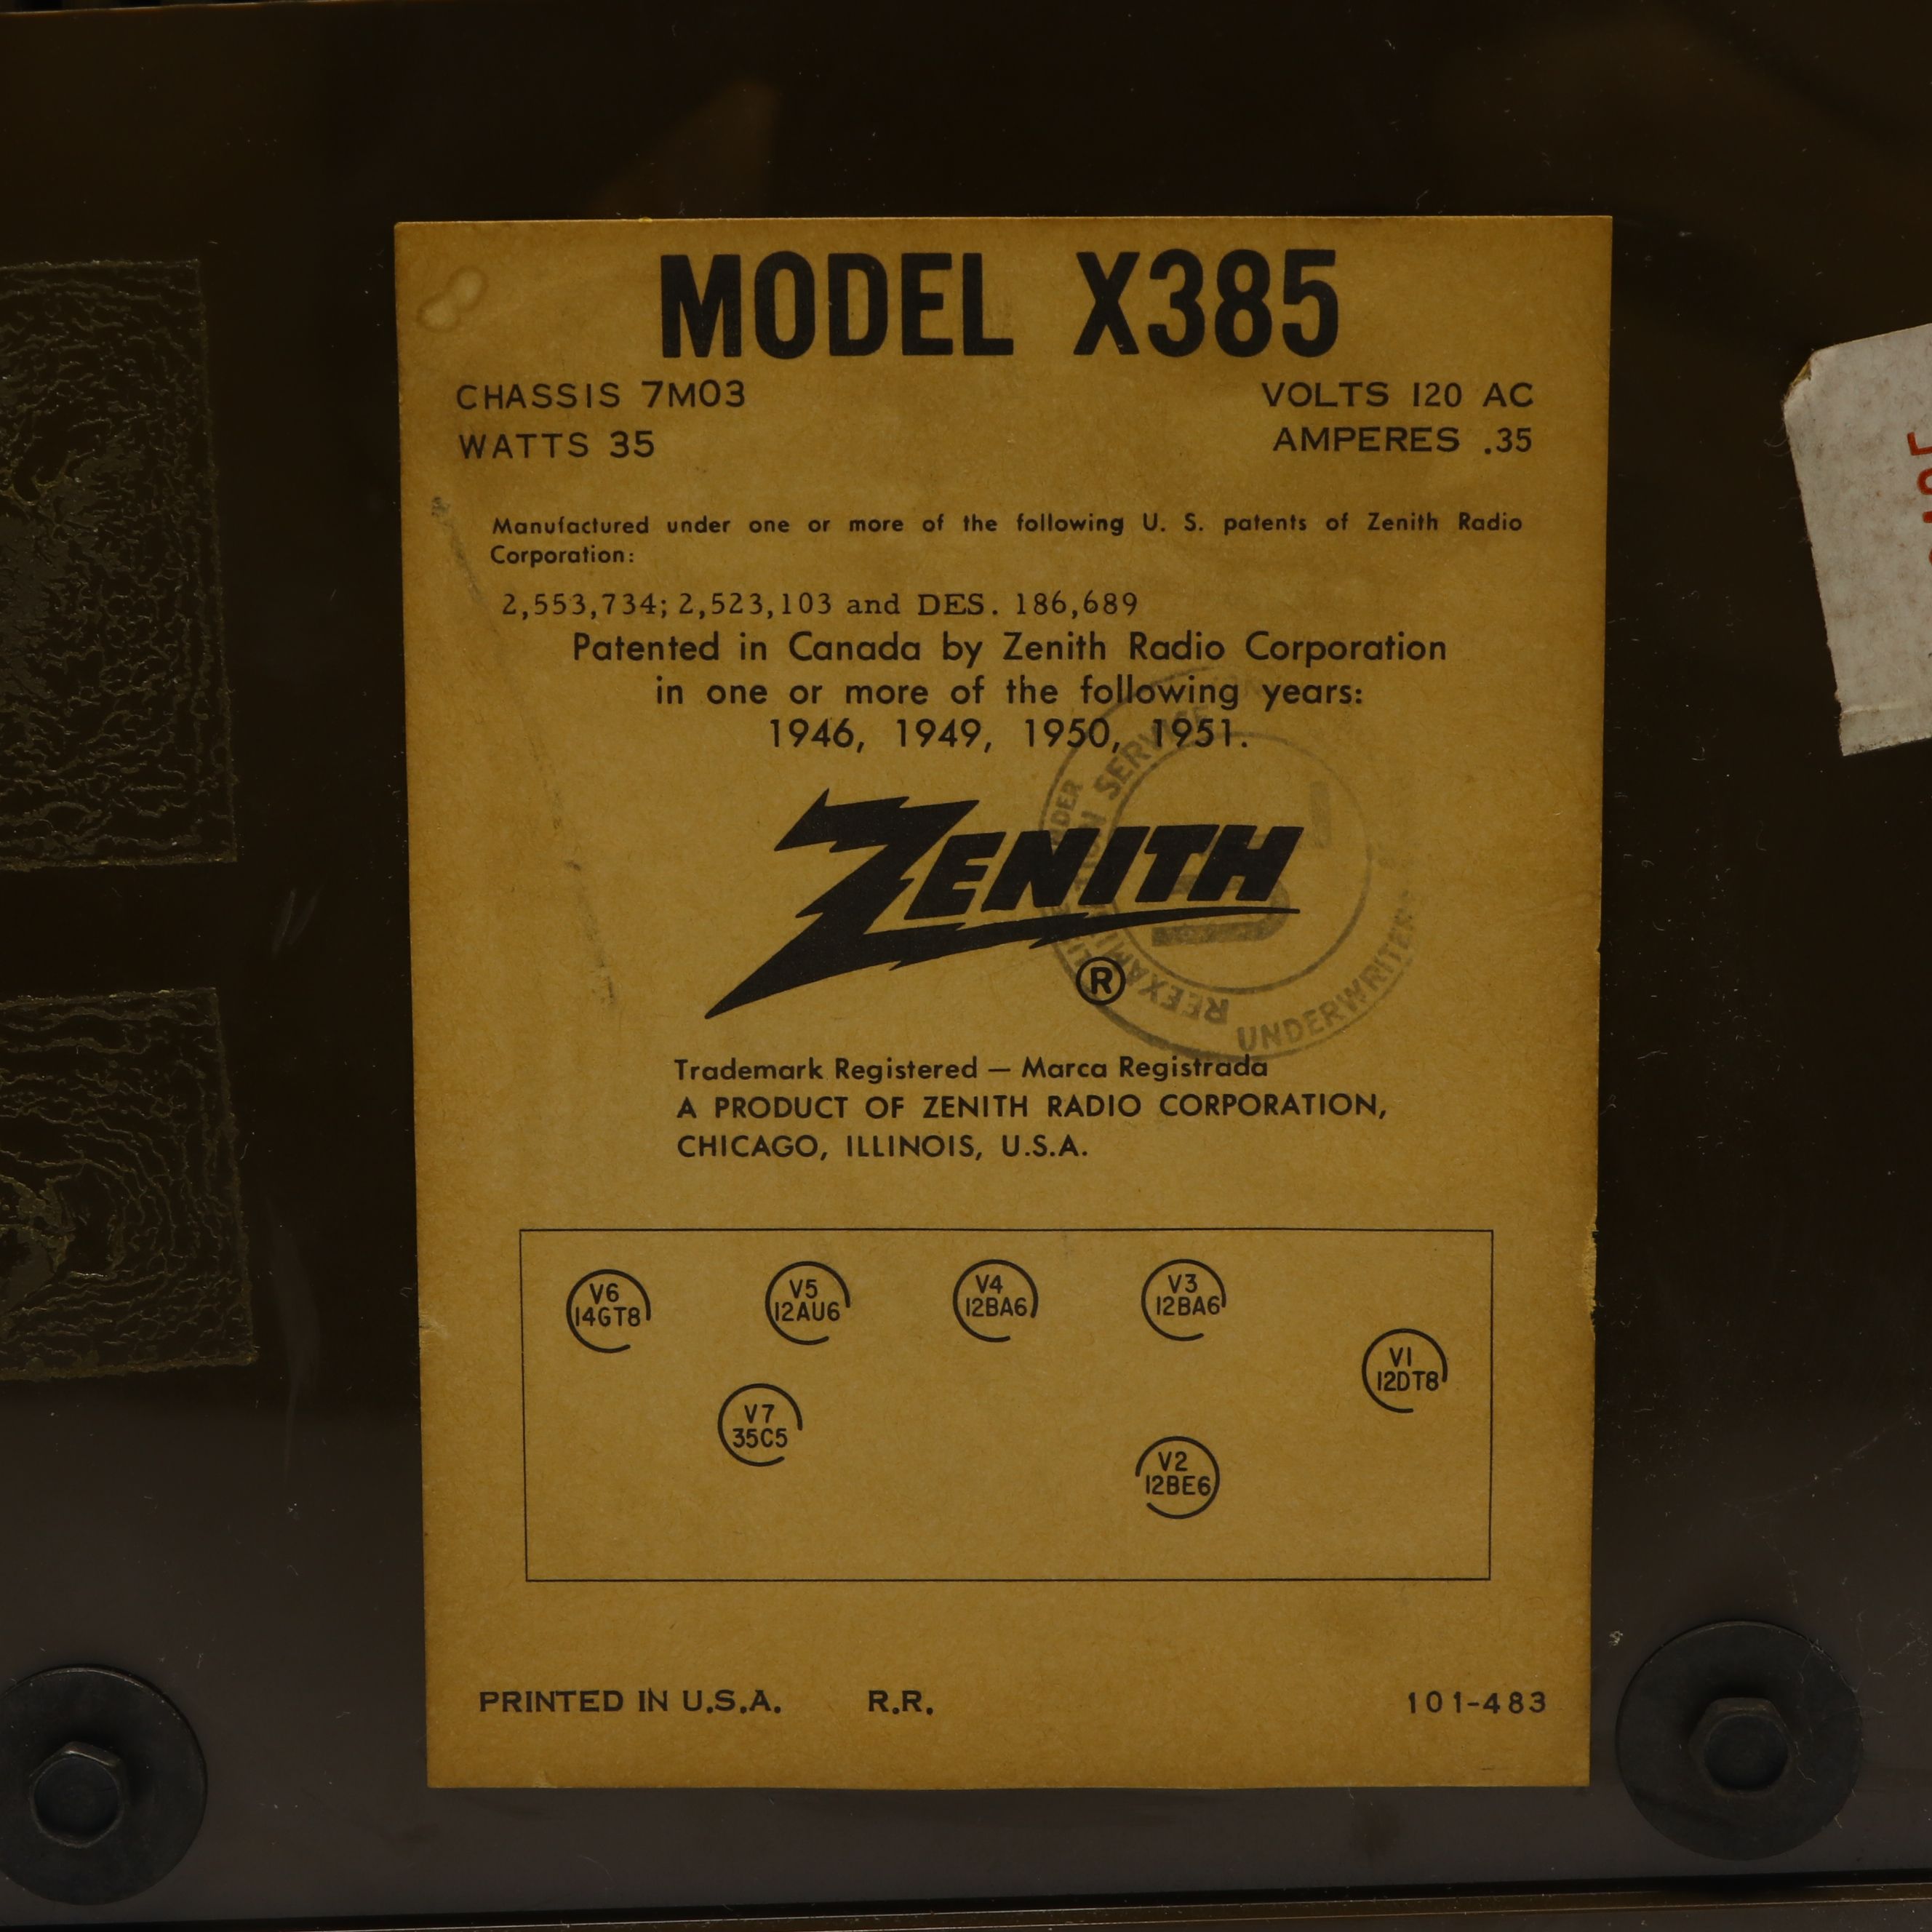 MODEL X385
CHASSIS 7M03
VOLTS 120 AC
WATTS 35
AMPERES .35
Manufactured under one or more of the following U. S. patents of Zenith Radio
Corporation:
2,553,734; 2,523,103 and DES. 186,689
Patented in Canada by Zenith Radio Corporation
in one or more of the following years:
1946, 1949, 1950, 1951.
ZENITH
®
REEXAMINATION SERVICE
UNDERWRITERS
Trademark Registered — Marca Registrada
A PRODUCT OF ZENITH RADIO CORPORATION,
CHICAGO, ILLINOIS, U.S.A.
V6
14GT8
V5
12AU6
V4
12BA6
V3
12BA6
V1
12DT8
V7
35C5
V2
12BE6
PRINTED IN U.S.A. R.R. 101-483